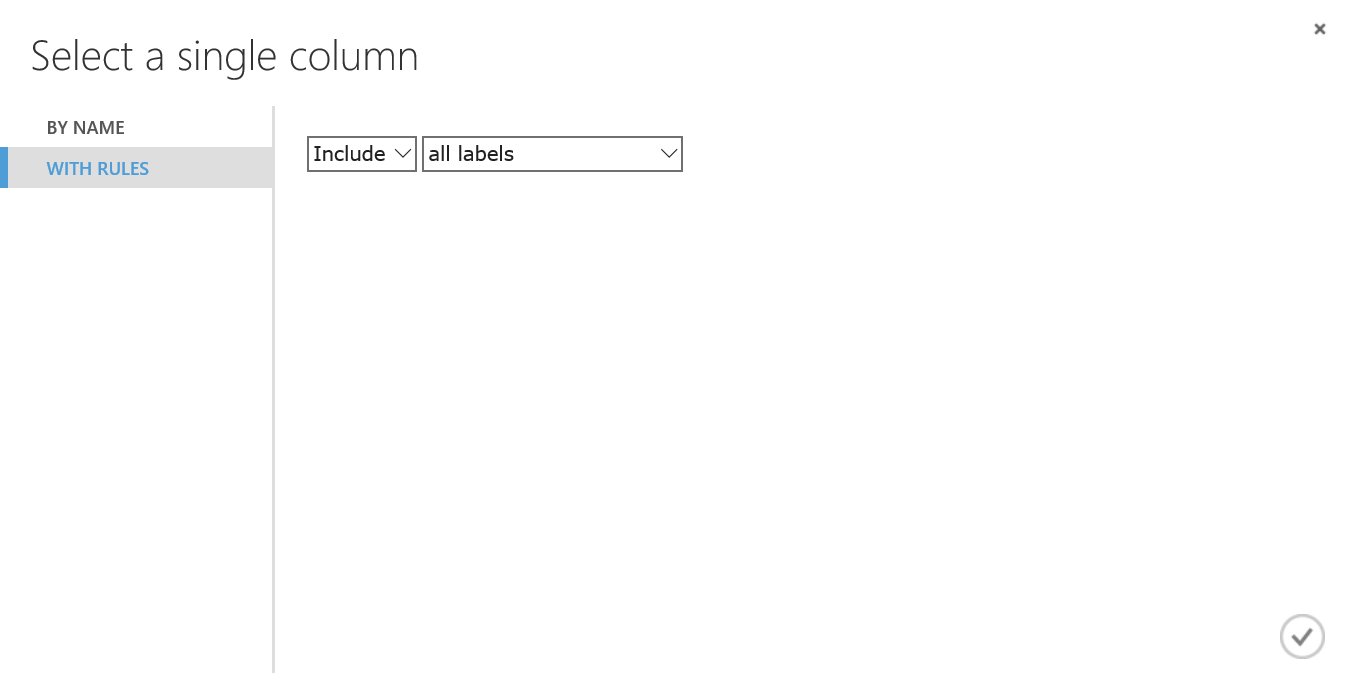 Select a single column
BY NAME
WITH RULES
Include all labels